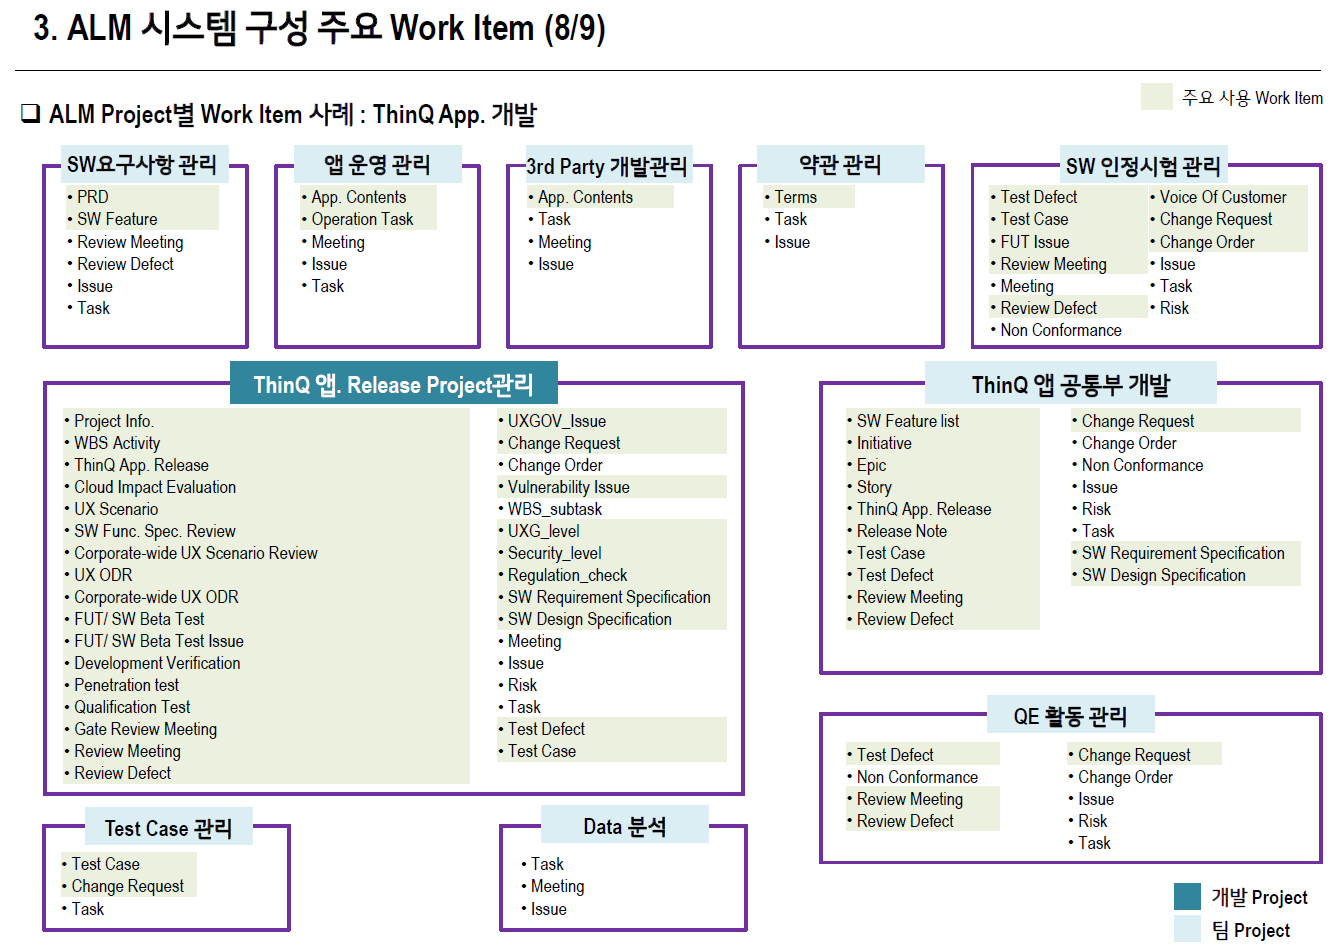 3. ALM 시스템 구성 주요 Work Item (8/9)
❏ ALM Project별 Work Item 사례 : ThinQ App. 개발
주요 사용 Work Item
SW요구사항 관리
• PRD
• SW Feature
• Review Meeting
• Review Defect
• Issue
• Task
앱 운영 관리
• App. Contents
• Operation Task
• Meeting
• Issue
• Task
3rd Party 개발관리
• App. Contents
• Task
• Meeting
• Issue
약관 관리
• Terms
• Task
• Issue
SW 인정시험 관리
• Test Defect
• Test Case
• FUT Issue
• Review Meeting
• Meeting
• Review Defect
• Non Conformance
• Voice Of Customer
• Change Request
• Change Order
• Issue
• Task
• Risk
ThinQ 앱. Release Project관리
• Project Info.
• WBS Activity
• ThinQ App. Release
• Cloud Impact Evaluation
• UX Scenario
• SW Func. Spec. Review
• Corporate-wide UX Scenario Review
• UX ODR
• Corporate-wide UX ODR
• FUT/ SW Beta Test
• FUT/ SW Beta Test Issue
• Development Verification
• Penetration test
• Qualification Test
• Gate Review Meeting
• Review Meeting
• Review Defect
• UXGOV_Issue
• Change Request
• Change Order
• Vulnerability Issue
• WBS_subtask
• UXG_level
• Security_level
• Regulation_check
• SW Requirement Specification
• SW Design Specification
• Meeting
• Issue
• Risk
• Task
• Test Defect
• Test Case
ThinQ 앱 공통부 개발
• SW Feature list
• Initiative
• Epic
• Story
• ThinQ App. Release
• Release Note
• Test Case
• Test Defect
• Review Meeting
• Review Defect
• Change Request
• Change Order
• Non Conformance
• Issue
• Risk
• Task
• SW Requirement Specification
• SW Design Specification
QE 활동 관리
• Test Defect
• Non Conformance
• Review Meeting
• Review Defect
• Change Request
• Change Order
• Issue
• Risk
• Task
Test Case 관리
• Test Case
• Change Request
• Task
Data 분석
• Task
• Meeting
• Issue
개발 Project
팀 Project